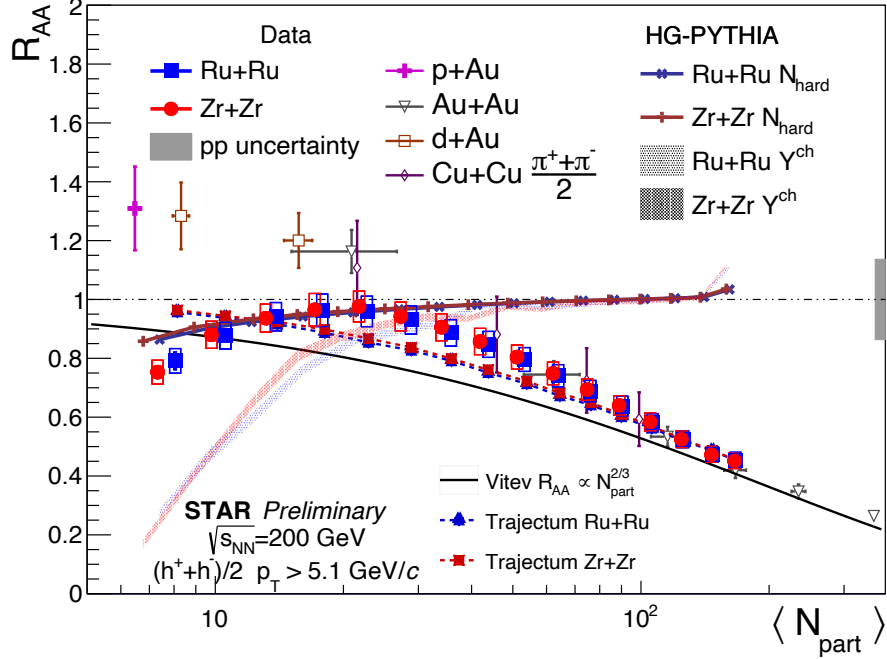 R_AA
2
1.8
1.6
1.4
1.2
1
0.8
0.6
0.4
0.2
0
Data
Ru+Ru
Zr+Zr
pp uncertainty
p+Au
Au+Au
d+Au
Cu+Cu π⁺+π⁻/2
HG-PYTHIA
Ru+Ru N_hard
Zr+Zr N_hard
Ru+Ru Y^ch
Zr+Zr Y^ch
STAR Preliminary
√s_NN=200 GeV
(h⁺+h⁻)/2 p_T > 5.1 GeV/c
Vitev R_AA ∝ N_part^2/3
Trajectum Ru+Ru
Trajectum Zr+Zr
10
10²
⟨ N_part ⟩